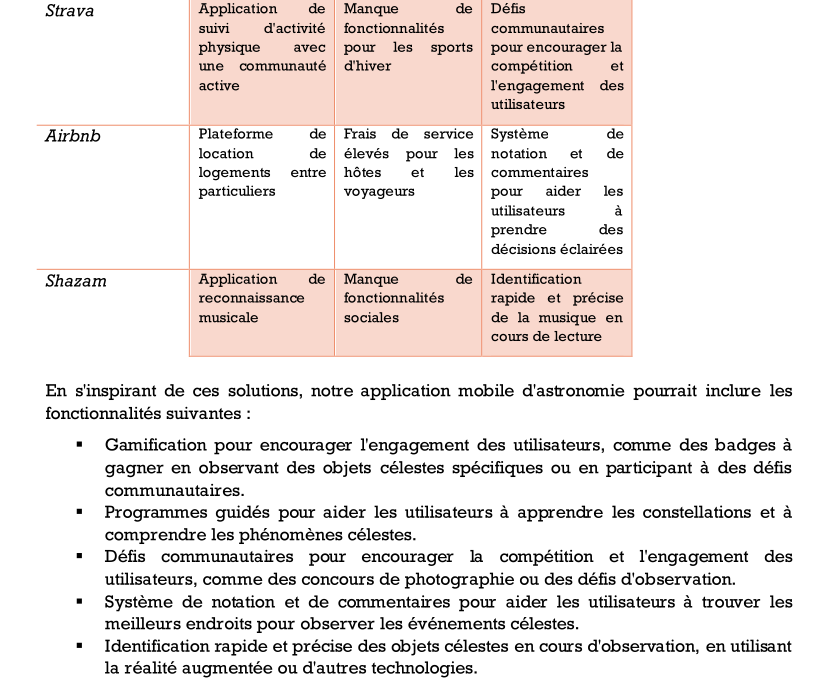 Strava
Application de
suivi d'activité
physique avec
une communauté
active
Manque de
fonctionnalités
pour les sports
d'hiver
Défis
communautaires
pour encourager la
compétition et
l'engagement des
utilisateurs
Airbnb
Plateforme de
location de
logements entre
particuliers
Frais de service
élevés pour les
hôtes et les
voyageurs
Système de
notation et de
commentaires
pour aider les
utilisateurs à
prendre des
décisions éclairées
Shazam
Application de
reconnaissance
musicale
Manque de
fonctionnalités
sociales
Identification
rapide et précise
de la musique en
cours de lecture
En s'inspirant de ces solutions, notre application mobile d'astronomie pourrait inclure les
fonctionnalités suivantes :
▪ Gamification pour encourager l'engagement des utilisateurs, comme des badges à
gagner en observant des objets célestes spécifiques ou en participant à des défis
communautaires.
▪ Programmes guidés pour aider les utilisateurs à apprendre les constellations et à
comprendre les phénomènes célestes.
▪ Défis communautaires pour encourager la compétition et l'engagement des
utilisateurs, comme des concours de photographie ou des défis d'observation.
▪ Système de notation et de commentaires pour aider les utilisateurs à trouver les
meilleurs endroits pour observer les événements célestes.
▪ Identification rapide et précise des objets célestes en cours d'observation, en utilisant
la réalité augmentée ou d'autres technologies.